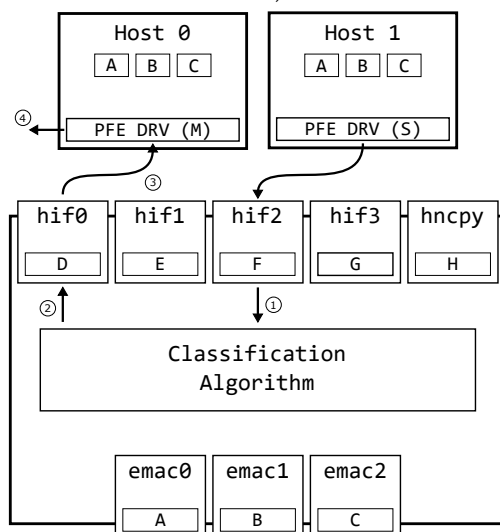 Host 0
A B C
PFE DRV (M)
Host 1
A B C
PFE DRV (S)
④
③
hif0
D
hif1
E
hif2
F
hif3
G
hncpy
H
②
①
Classification
Algorithm
emac0
A
emac1
B
emac2
C